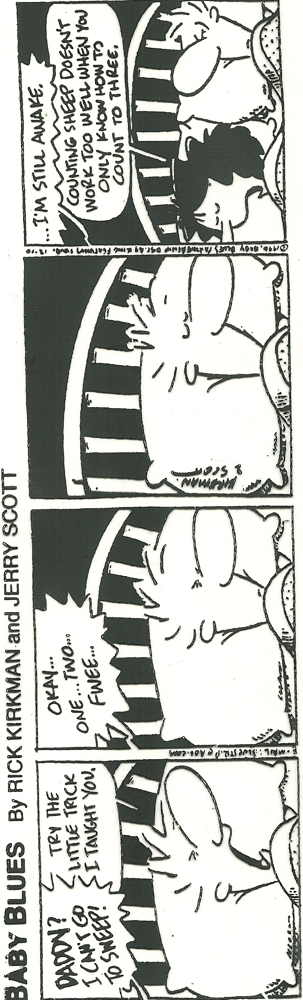 BABY BLUES By RICK KIRKMAN and JERRY SCOTT
DADDY?
I CAN'T GO
TO SWEEP!
TRY THE
LITTLE TRICK
I TAUGHT YOU.
E-MAIL: BLUESTRIP@AOL.COM
OKAY...
ONE...TWO...
FWEE...
KIRKMAN
& SCOTT
...I'M STILL AWAKE.
COUNTING SHEEP DOESN'T
WORK TOO WELL WHEN YOU
ONLY KNOW HOW TO
COUNT TO THREE.
BABY BLUES PARTNERSHIP DIST. BY KING FEATURES SYND. 12-10